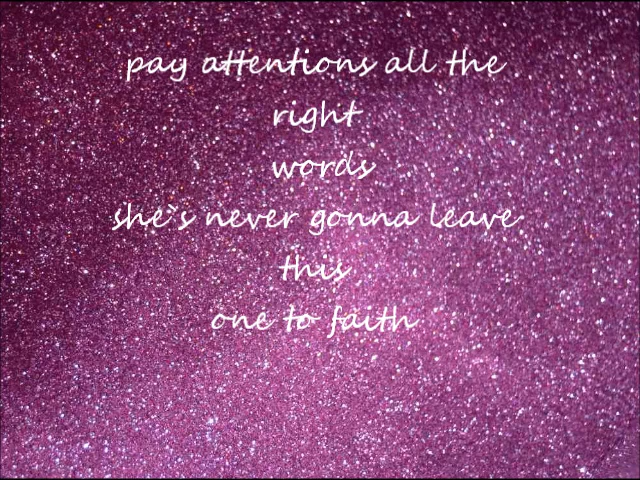 pay attentions all the
right
words
she`s never gonna leave
this
one to faith